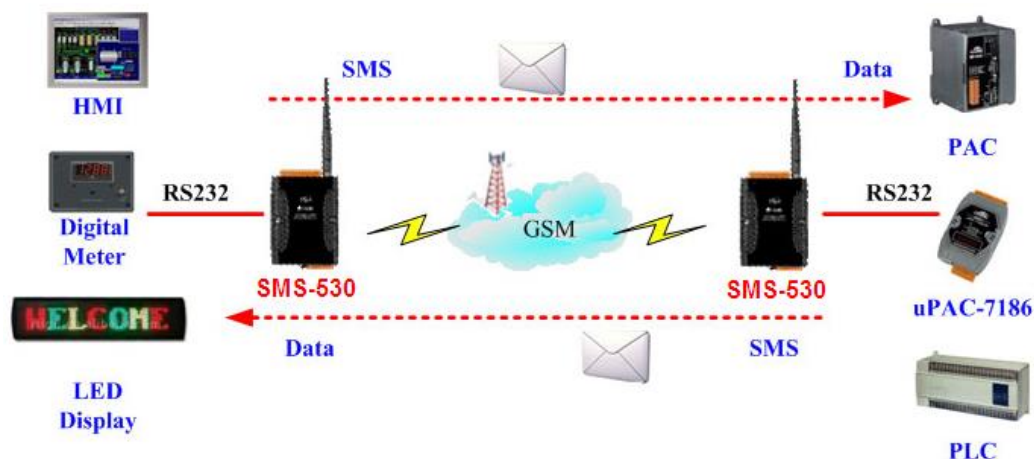 SMS
Data
HMI
PAC
RS232
RS232
Digital
Meter
GSM
SMS-530
SMS-530
uPAC-7186
WELCOME
Data
SMS
LED
Display
PLC